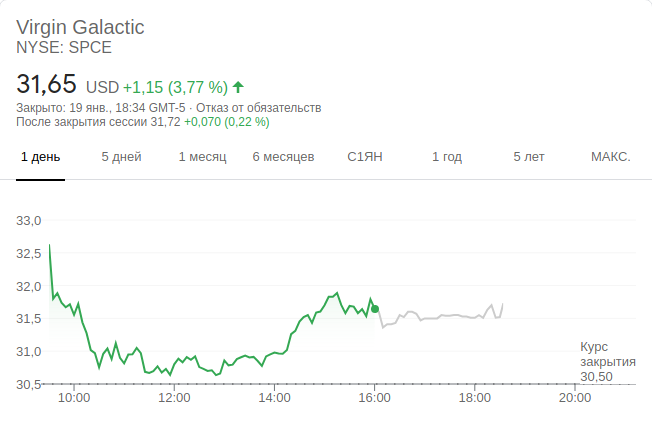 Virgin Galactic
NYSE: SPCE
31,65 USD +1,15 (3,77 %)
Закрыто: 19 янв., 18:34 GMT-5 · Отказ от обязательств
После закрытия сессии 31,72 +0,070 (0,22 %)
1 день 5 дней 1 месяц 6 месяцев С1ЯН 1 год 5 лет МАКС.
33,0
32,5
32,0
31,5
31,0
Курс
закрытия
30,50
30,5
10:00 12:00 14:00 16:00 18:00 20:00